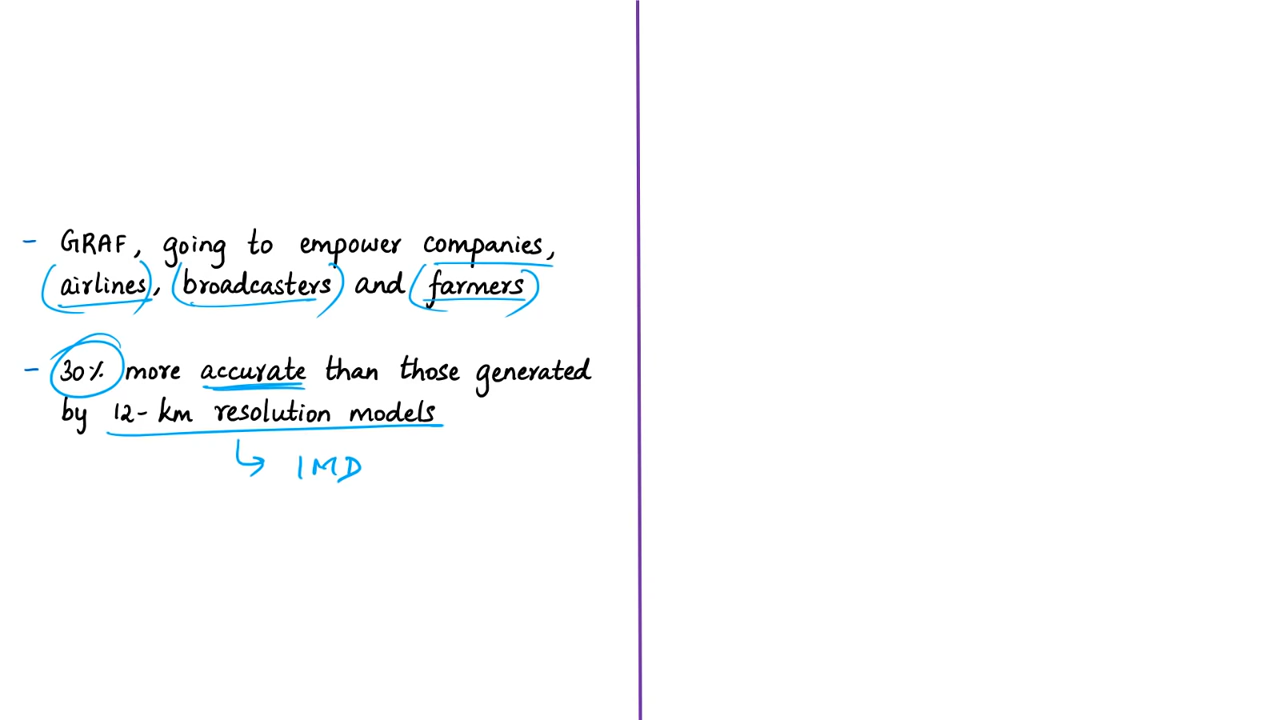 - GRAF, going to empower companies,
airlines, broadcasters and farmers
- 30% more accurate than those generated
by 12-km resolution models
↳ IMD